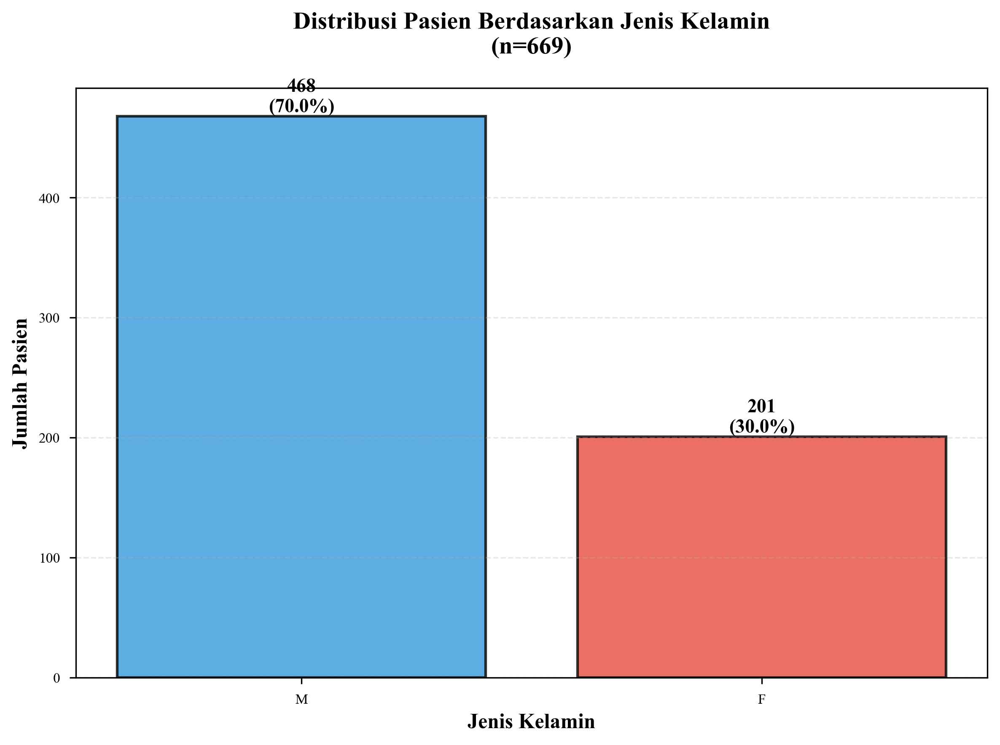 Distribusi Pasien Berdasarkan Jenis Kelamin
(n=669)
468
(70.0%)
400
300
200
100
0
201
(30.0%)
Jumlah Pasien
M
F
Jenis Kelamin